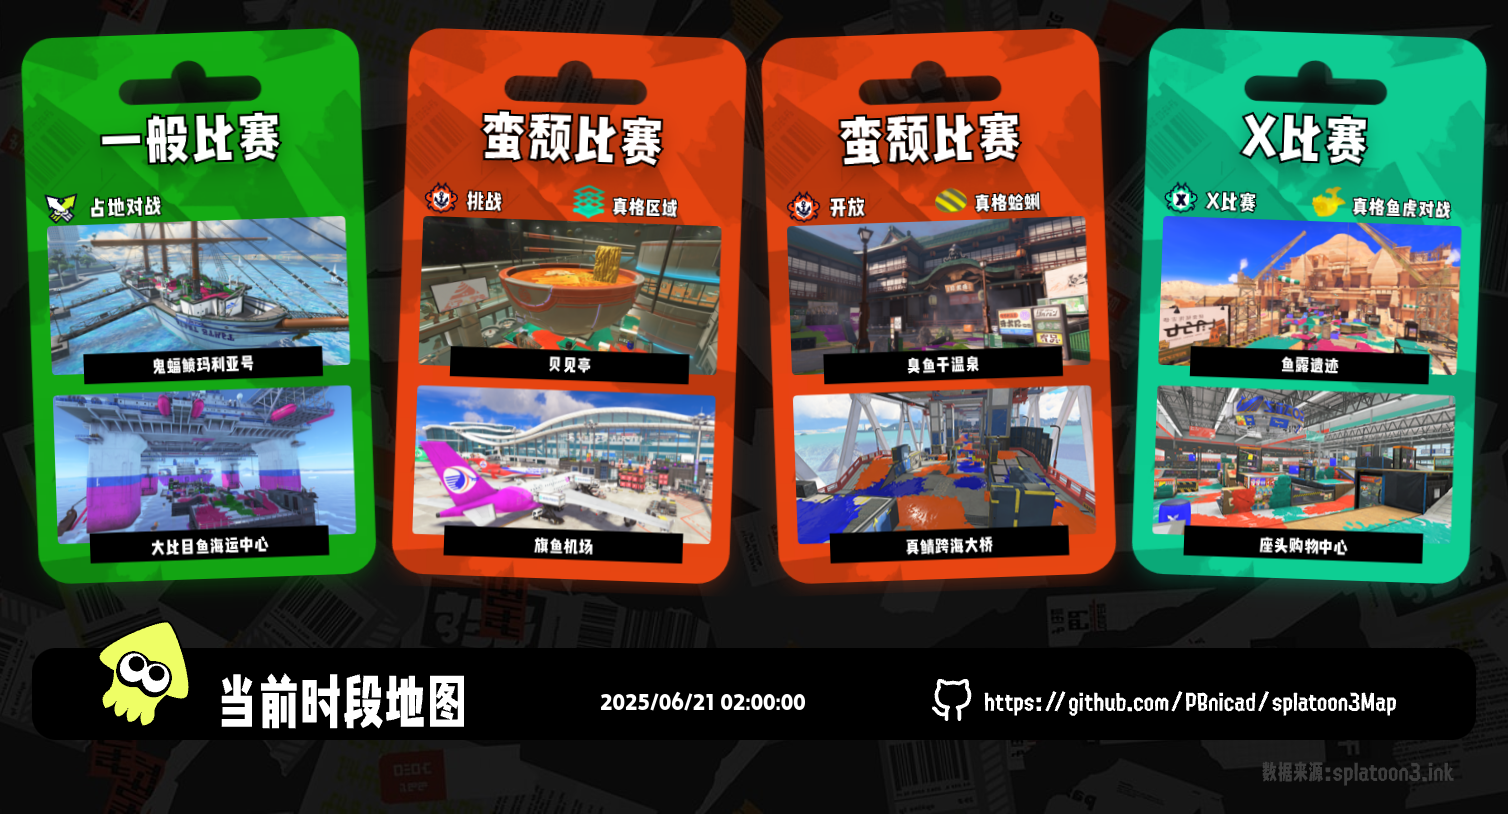 一般比赛
占地对战
鬼蝠鲼玛利亚号
大比目鱼海运中心
蛮颓比赛
挑战
真格区域
贝见亭
旗鱼机场
蛮颓比赛
开放
真格蛤蜊
臭鱼干温泉
真鲭跨海大桥
X比赛
X比赛
真格鱼虎对战
鱼露遗迹
座头购物中心
当前时段地图
2025/06/21 02:00:00
https://github.com/PBnicad/splatoon3Map
数据来源:splatoon3.ink